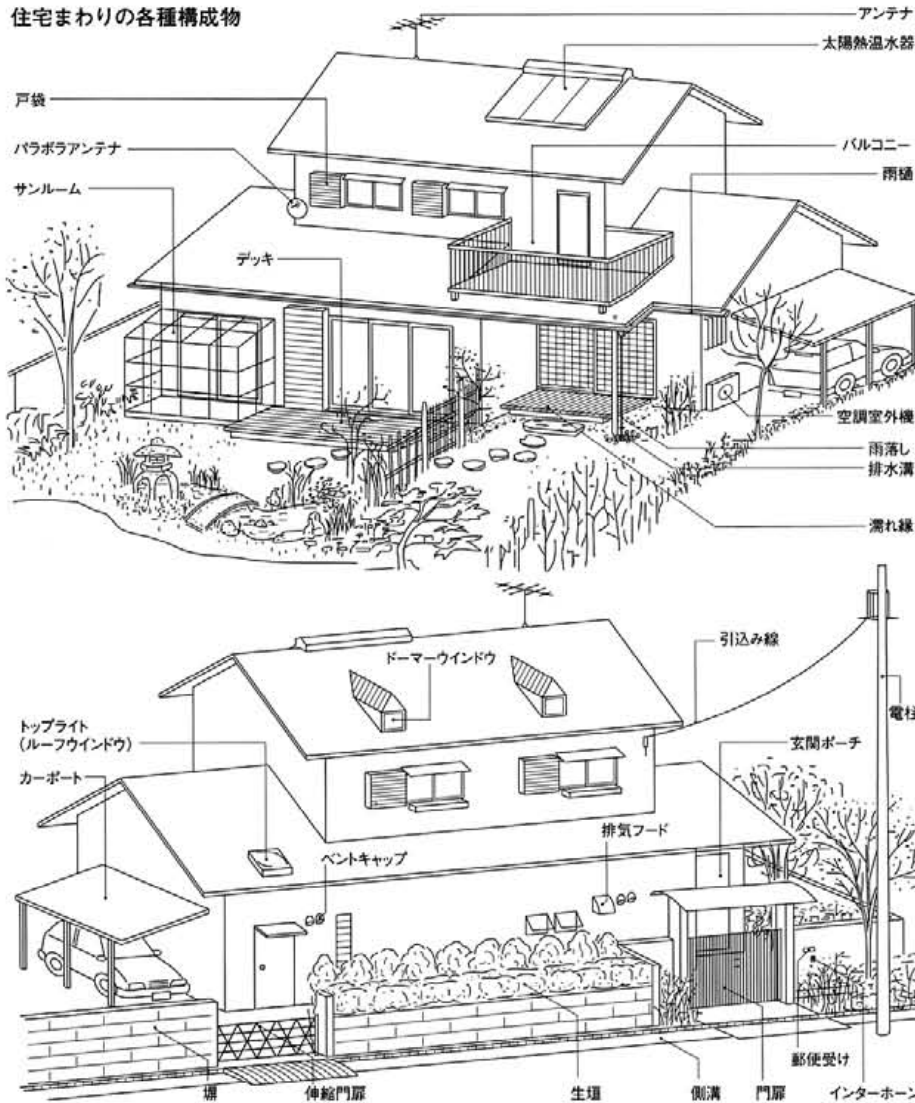 住宅まわりの各種構成物
アンテナ
太陽熱温水器
戸袋
パラボラアンテナ
バルコニー
サンルーム
雨樋
デッキ
空調室外機
雨落し
排水溝
濡れ縁
ドーマーウインドウ
引込み線
電柱
トップライト
(ルーフウインドウ)
玄関ポーチ
カーポート
排気フード
ベントキャップ
郵便受け
塀
伸縮門扉
生垣
側溝
門扉
インターホーン